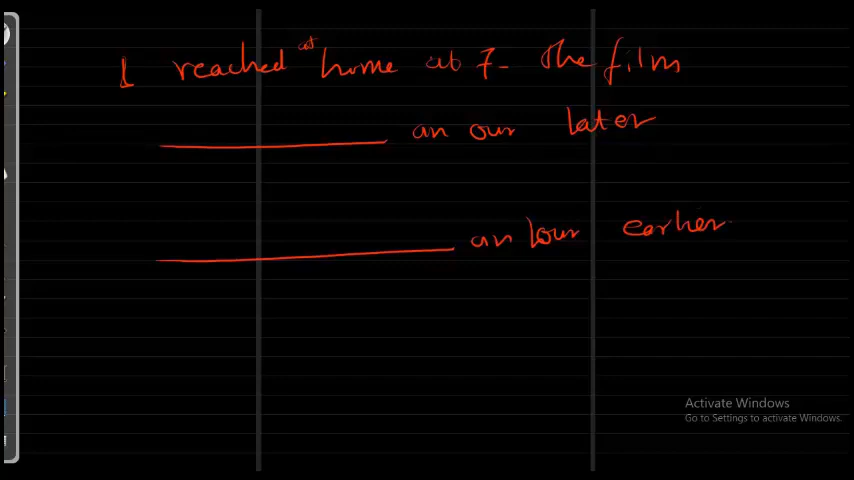 I reached at home at 7. The film
an our later
an hour earlier
Activate Windows
Go to Settings to activate Windows.